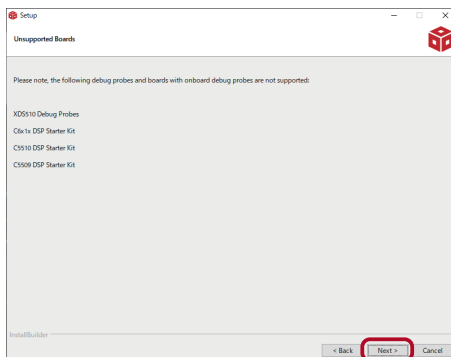 Setup
Unsupported Boards
Please note, the following debug probes and boards with onboard debug probes are not supported:
XDS510 Debug Probes
C6x1x DSP Starter Kit
C5510 DSP Starter Kit
C5509 DSP Starter Kit
InstallBuilder
< Back Next > Cancel